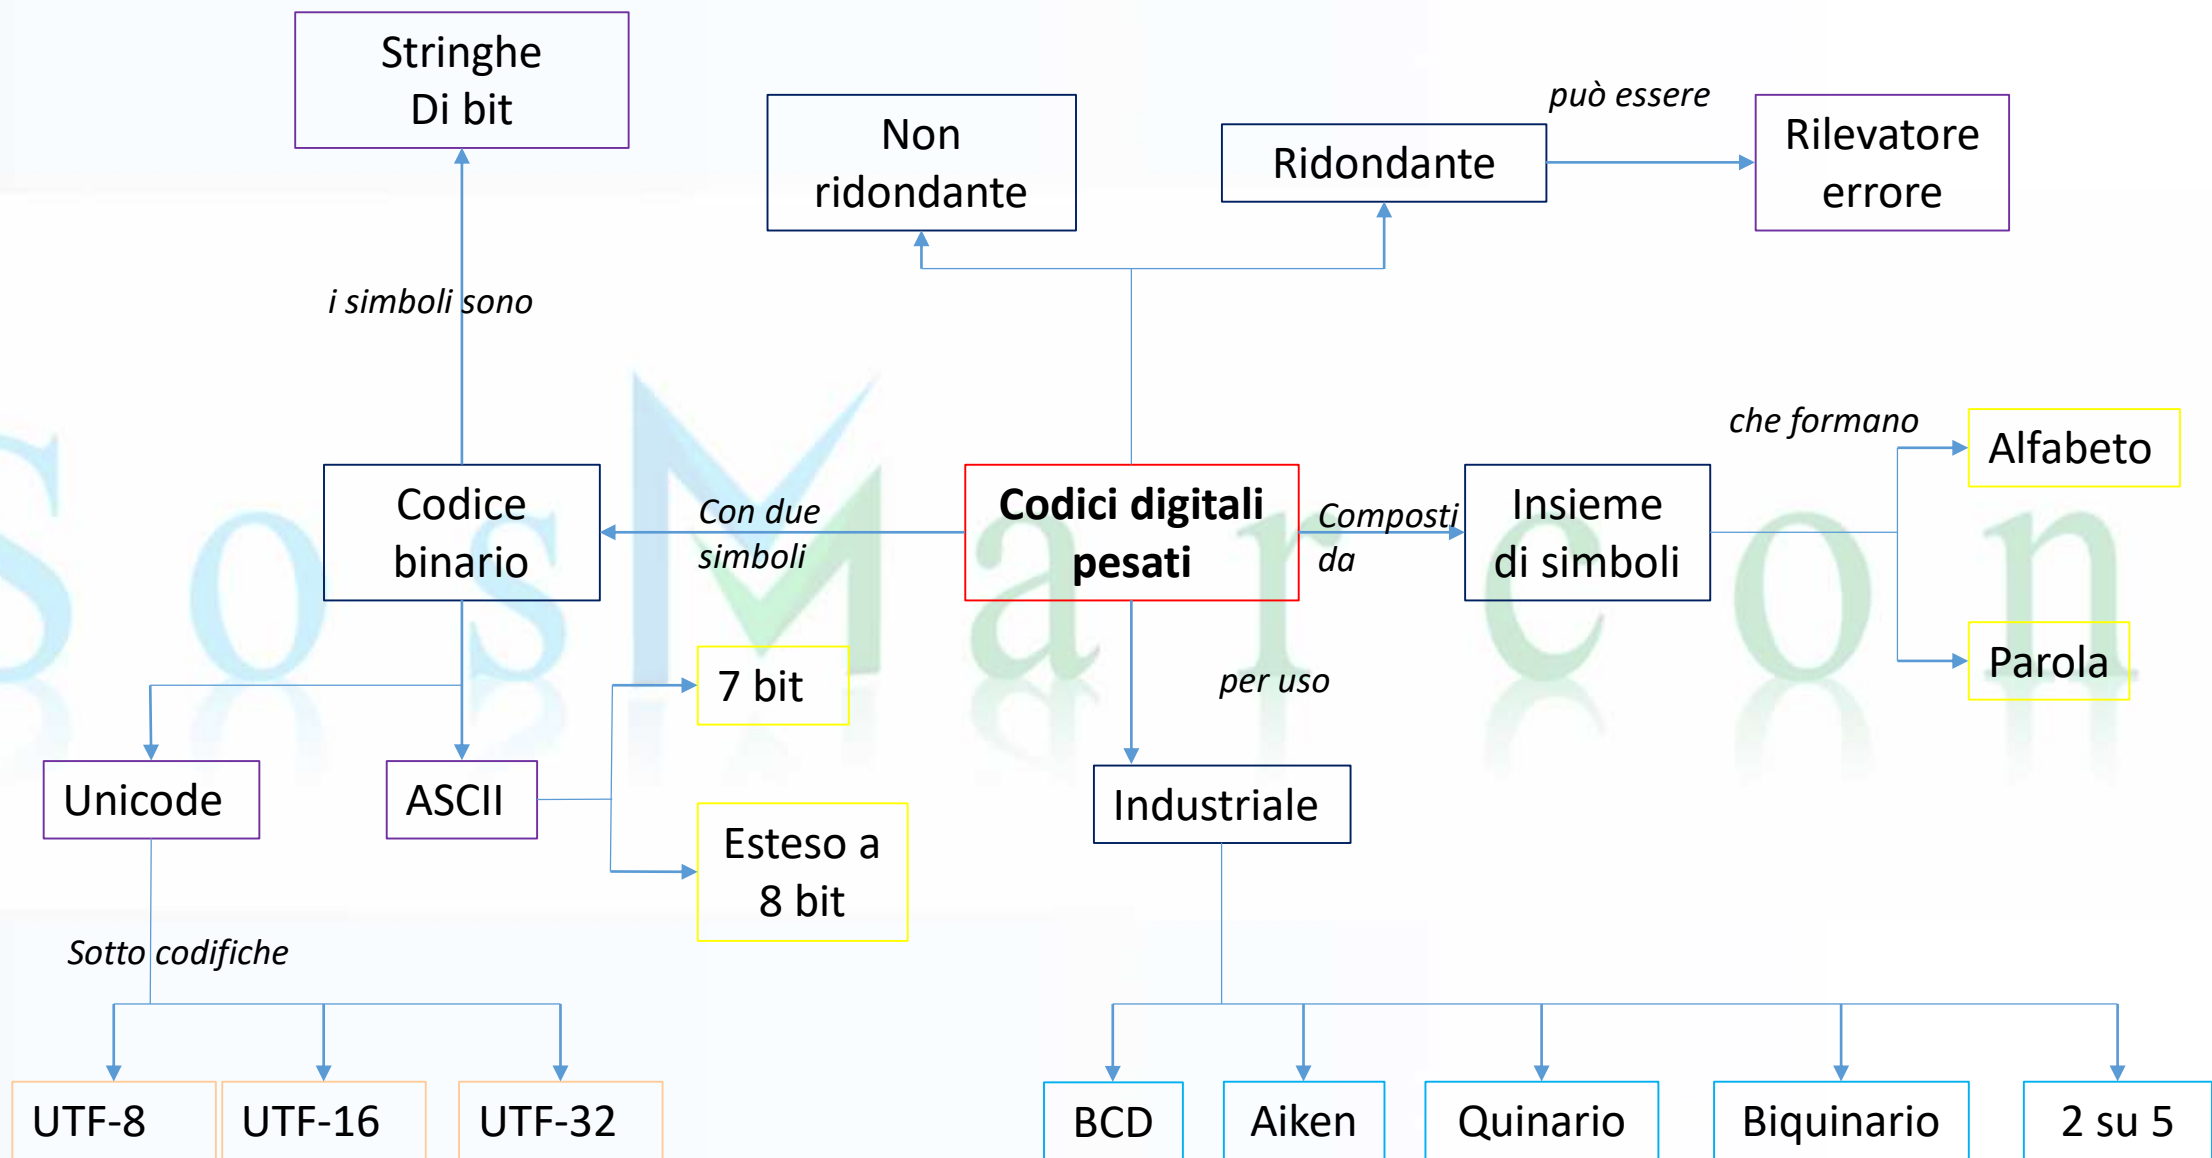 Stringhe
Di bit
Non
ridondante
Ridondante
può essere
Rilevatore
errore
i simboli sono
Codice
binario
Con due
simboli
Codici digitali
pesati
Composti
da
Insieme
di simboli
che formano
Alfabeto
Parola
SosMarcon
7 bit
per uso
Unicode
ASCII
Esteso a
8 bit
Industriale
Sotto codifiche
UTF-8
UTF-16
UTF-32
BCD
Aiken
Quinario
Biquinario
2 su 5